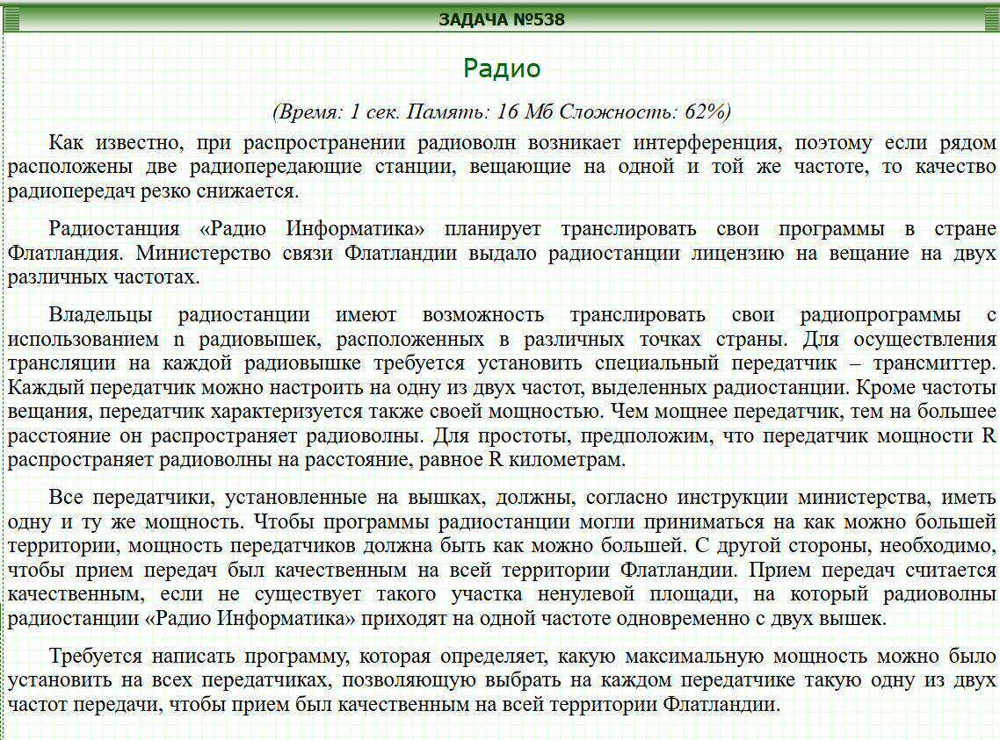 ЗАДАЧА №538
Радио
(Время: 1 сек. Память: 16 Мб Сложность: 62%)
Как известно, при распространении радиоволн возникает интерференция, поэтому если рядом
расположены две радиопередающие станции, вещающие на одной и той же частоте, то качество
радиопередач резко снижается.
Радиостанция «Радио Информатика» планирует транслировать свои программы в стране
Флатландия. Министерство связи Флатландии выдало радиостанции лицензию на вещание на двух
различных частотах.
Владельцы радиостанции имеют возможность транслировать свои радиопрограммы с
использованием n радиовышек, расположенных в различных точках страны. Для осуществления
трансляции на каждой радиовышке требуется установить специальный передатчик – трансмиттер.
Каждый передатчик можно настроить на одну из двух частот, выделенных радиостанции. Кроме частоты
вещания, передатчик характеризуется также своей мощностью. Чем мощнее передатчик, тем на большее
расстояние он распространяет радиоволны. Для простоты, предположим, что передатчик мощности R
распространяет радиоволны на расстояние, равное R километрам.
Все передатчики, установленные на вышках, должны, согласно инструкции министерства, иметь
одну и ту же мощность. Чтобы программы радиостанции могли приниматься на как можно большей
территории, мощность передатчиков должна быть как можно большей. С другой стороны, необходимо,
чтобы прием передач был качественным на всей территории Флатландии. Прием передач считается
качественным, если не существует такого участка ненулевой площади, на который радиоволны
радиостанции «Радио Информатика» приходят на одной частоте одновременно с двух вышек.
Требуется написать программу, которая определяет, какую максимальную мощность можно было
установить на всех передатчиках, позволяющую выбрать на каждом передатчике такую одну из двух
частот передачи, чтобы прием был качественным на всей территории Флатландии.